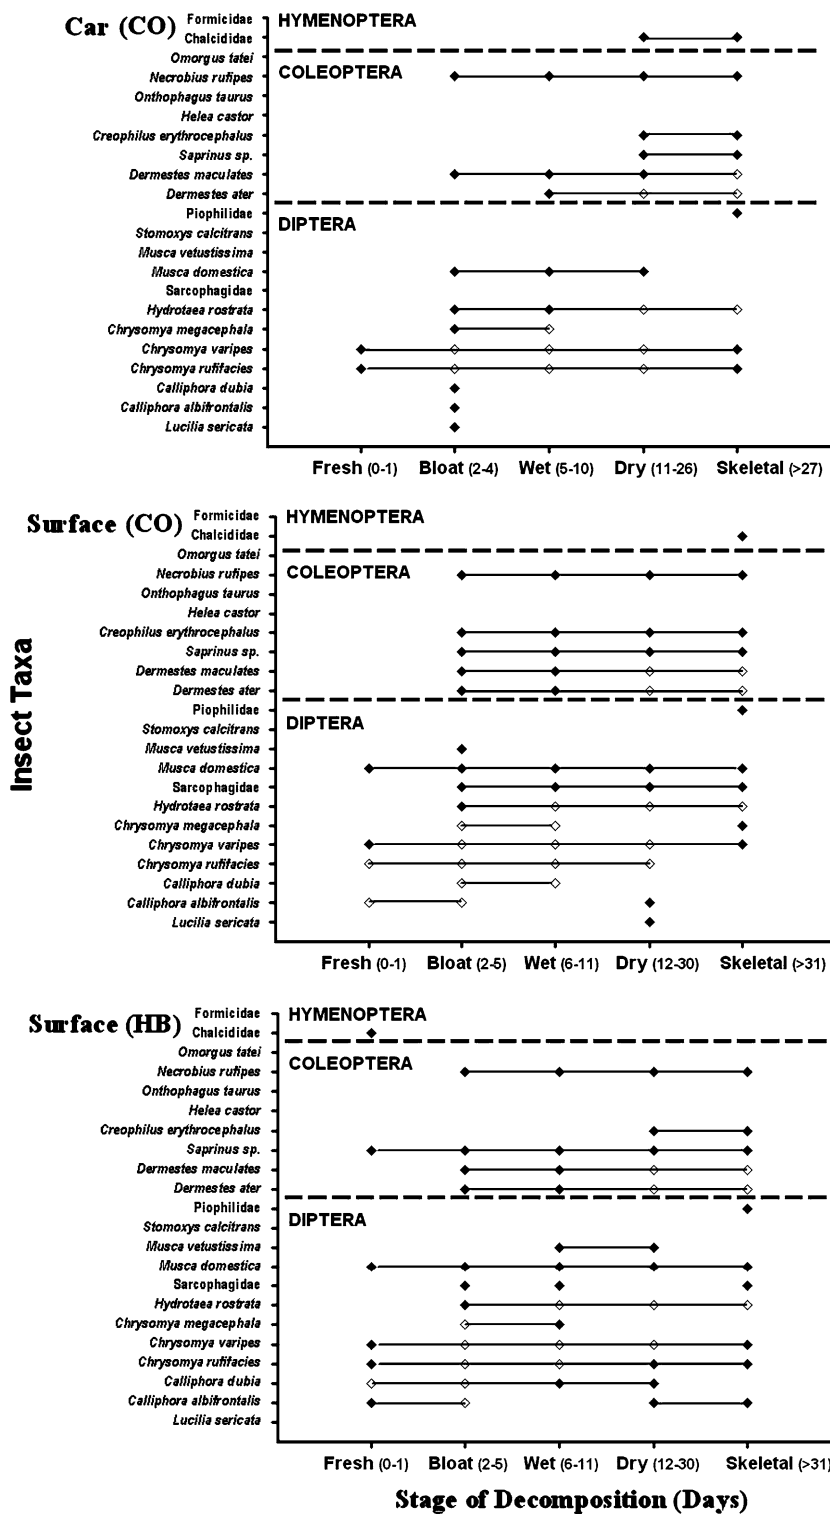 Car (CO)
Formicidae
HYMENOPTERA
Chalcididae
Omorgus tatei
Necrobius rufipes
COLEOPTERA
Onthophagus taurus
Helea castor
Creophilus erythrocephalus
Saprinus sp.
Dermestes maculates
Dermestes ater
Piophilidae
DIPTERA
Stomoxys calcitrans
Musca vetustissima
Musca domestica
Sarcophagidae
Hydrotaea rostrata
Chrysomya megacephala
Chrysomya varipes
Chrysomya rufifacies
Calliphora dubia
Calliphora albifrontalis
Lucilia sericata
Fresh (0-1) Bloat (2-4) Wet (5-10) Dry (11-26) Skeletal (>27)
Insect Taxa
Surface (CO)
Formicidae
HYMENOPTERA
Chalcididae
Omorgus tatei
Necrobius rufipes
COLEOPTERA
Onthophagus taurus
Helea castor
Creophilus erythrocephalus
Saprinus sp.
Dermestes maculates
Dermestes ater
Piophilidae
DIPTERA
Stomoxys calcitrans
Musca vetustissima
Musca domestica
Sarcophagidae
Hydrotaea rostrata
Chrysomya megacephala
Chrysomya varipes
Chrysomya rufifacies
Calliphora dubia
Calliphora albifrontalis
Lucilia sericata
Fresh (0-1) Bloat (2-5) Wet (6-11) Dry (12-30) Skeletal (>31)
Surface (HB)
Formicidae
HYMENOPTERA
Chalcididae
Omorgus tatei
COLEOPTERA
Necrobius rufipes
Onthophagus taurus
Helea castor
Creophilus erythrocephalus
Saprinus sp.
Dermestes maculates
Dermestes ater
Piophilidae
DIPTERA
Stomoxys calcitrans
Musca vetustissima
Musca domestica
Sarcophagidae
Hydrotaea rostrata
Chrysomya megacephala
Chrysomya varipes
Chrysomya rufifacies
Calliphora dubia
Calliphora albifrontalis
Lucilia sericata
Fresh (0-1) Bloat (2-5) Wet (6-11) Dry (12-30) Skeletal (>31)
Stage of Decomposition (Days)